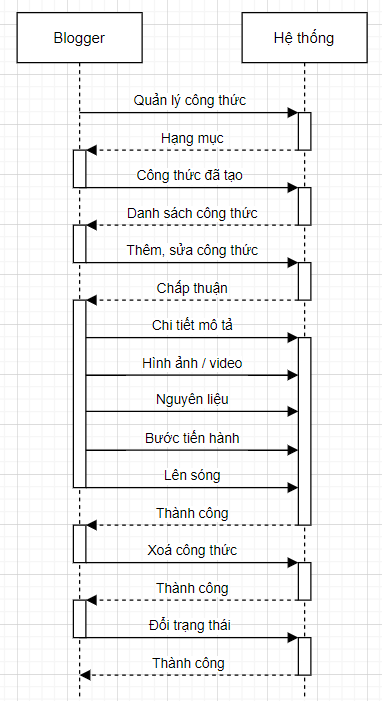 Blogger
Hệ thống
Quản lý công thức
Hạng mục
Công thức đã tạo
Danh sách công thức
Thêm, sửa công thức
Chấp thuận
Chi tiết mô tả
Hình ảnh / video
Nguyên liệu
Bước tiến hành
Lên sóng
Thành công
Xoá công thức
Thành công
Đổi trạng thái
Thành công